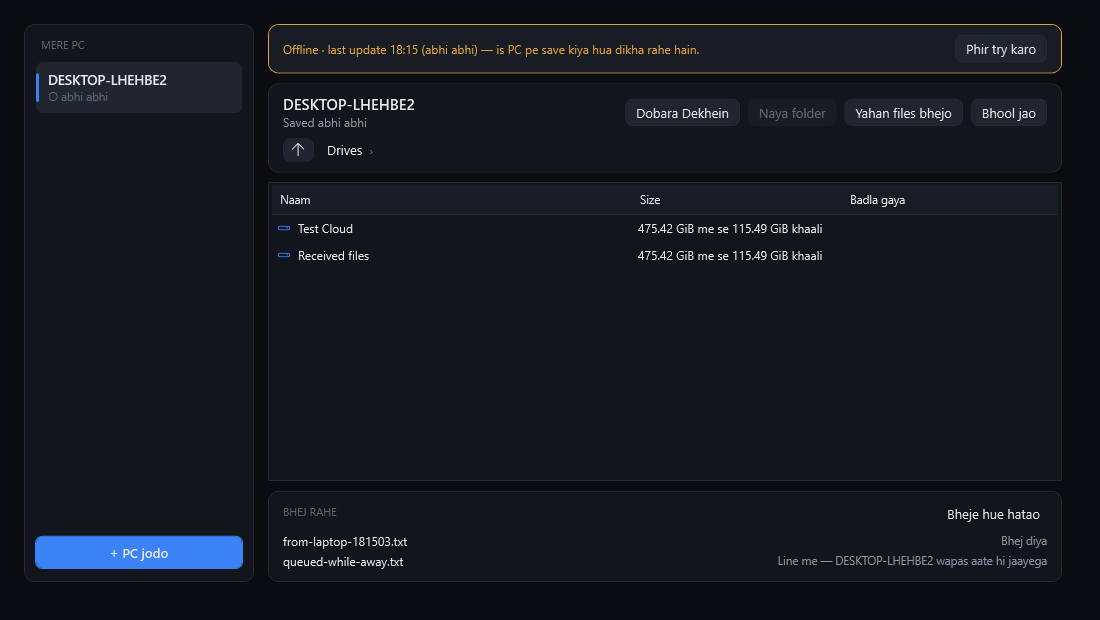 MERE PC
DESKTOP-LHEHBE2
abhi abhi
+ PC jodo
Offline · last update 18:15 (abhi abhi) — is PC pe save kiya hua dikha rahe hain.
Phir try karo
DESKTOP-LHEHBE2
Saved abhi abhi
Dobara Dekhein
Naya folder
Yahan files bhejo
Bhool jao
Drives ›
Naam Size Badla gaya
Test Cloud 475.42 GiB me se 115.49 GiB khaali
Received files 475.42 GiB me se 115.49 GiB khaali
BHEJ RAHE
Bheje hue hatao
from-laptop-181503.txt Bhej diya
queued-while-away.txt Line me — DESKTOP-LHEHBE2 wapas aate hi jaayega